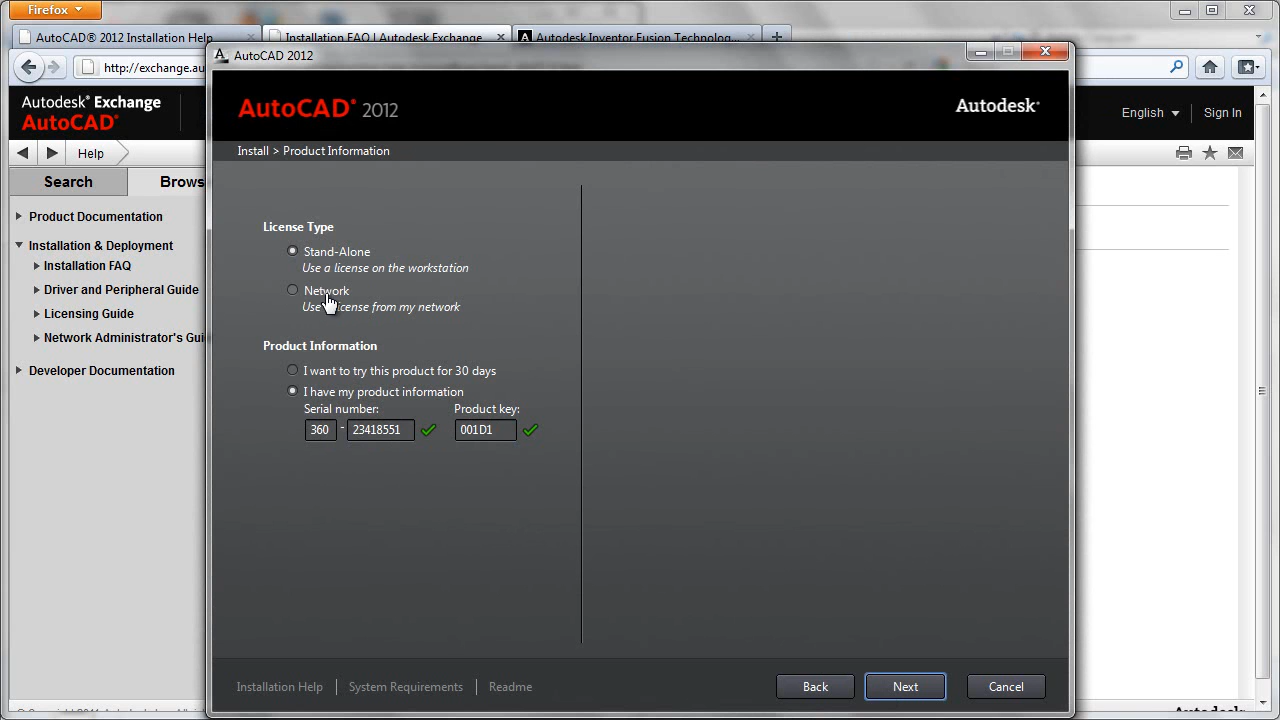 Firefox
AutoCAD® 2012 Installation Help
Installation FAQ | Autodesk Exchange
Autodesk Inventor Fusion Technolog...
AutoCAD 2012
http://exchange.au
Autodesk® Exchange
AutoCAD®
English
Sign In
Help
Search
Brows
Product Documentation
Installation & Deployment
Installation FAQ
Driver and Peripheral Guide
Licensing Guide
Network Administrator's Gui
Developer Documentation
AutoCAD® 2012
Autodesk®
Install > Product Information
License Type
Stand-Alone
Use a license on the workstation
Network
Use license from my network
Product Information
I want to try this product for 30 days
I have my product information
Serial number:
Product key:
360 - 23418551
001D1
Installation Help
System Requirements
Readme
Back
Next
Cancel